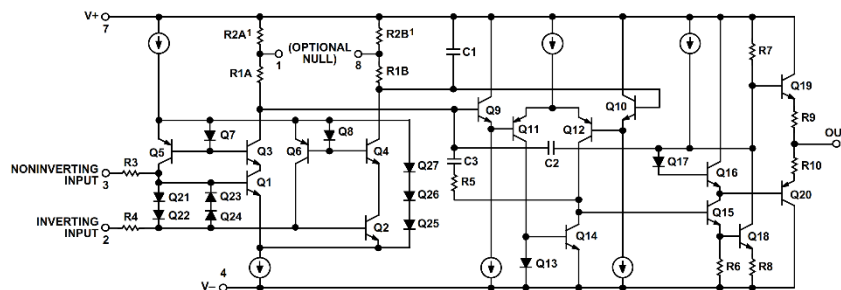 V+
7
R2A1
(OPTIONAL
NULL)
R2B1
1
8
R1A
R1B
C1
R7
Q19
Q9
Q10
Q11
Q12
R9
OUT
R10
Q5
Q7
Q3
Q6
Q8
Q4
NONINVERTING
INPUT
3
R3
Q21
Q22
Q23
Q24
Q1
Q27
Q26
Q25
C3
R5
C2
Q17
Q16
Q15
Q20
INVERTING
INPUT
2
R4
Q2
Q13
Q14
Q18
R6
R8
V–
4